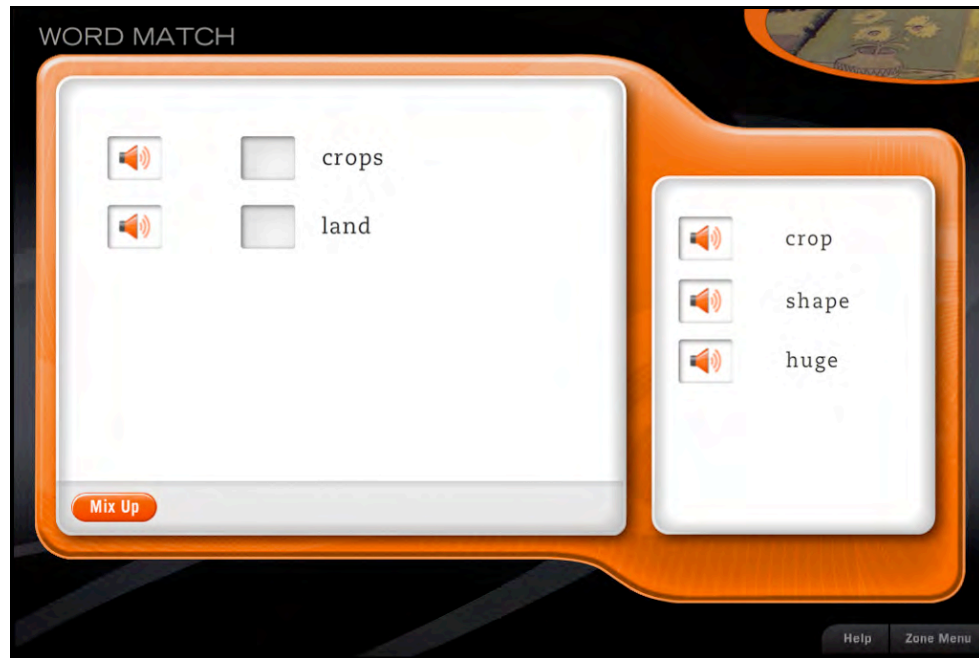 WORD MATCH
crops
land
crop
shape
huge
Mix Up
Help Zone Menu